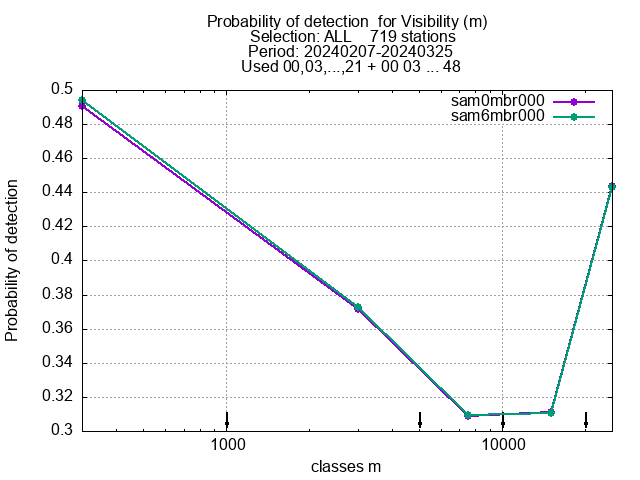 Probability of detection  for Visibility (m)
Selection: ALL    719 stations
Period: 20240207-20240325
Used 00,03,...,21 + 00 03 ... 48
sam0mbr000
sam6mbr000
0.5
0.48
0.46
0.44
0.42
0.4
0.38
0.36
0.34
0.32
0.3
Probability of detection
1000
10000
classes m